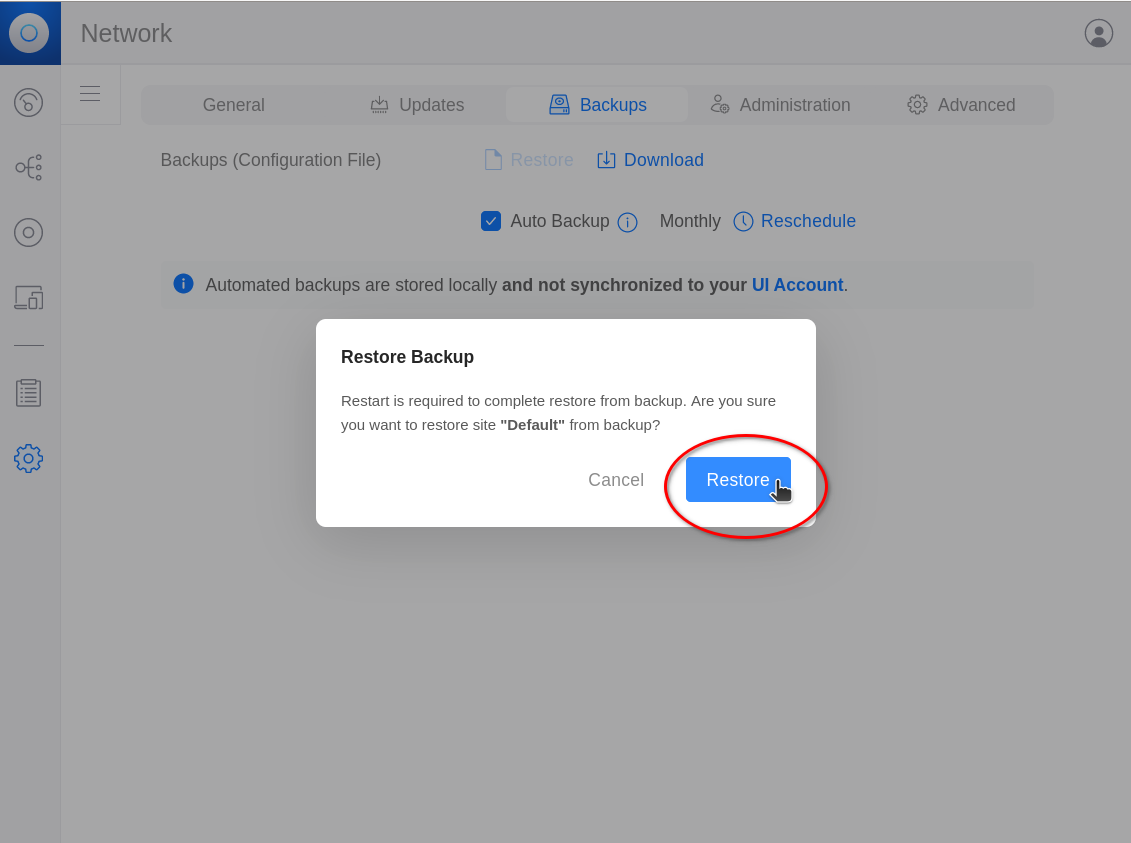 Network
General Updates Backups Administration Advanced
Backups (Configuration File) Restore Download
Auto Backup Monthly Reschedule
Automated backups are stored locally and not synchronized to your UI Account.
Restore Backup
Restart is required to complete restore from backup. Are you sure
you want to restore site "Default" from backup?
Cancel Restore